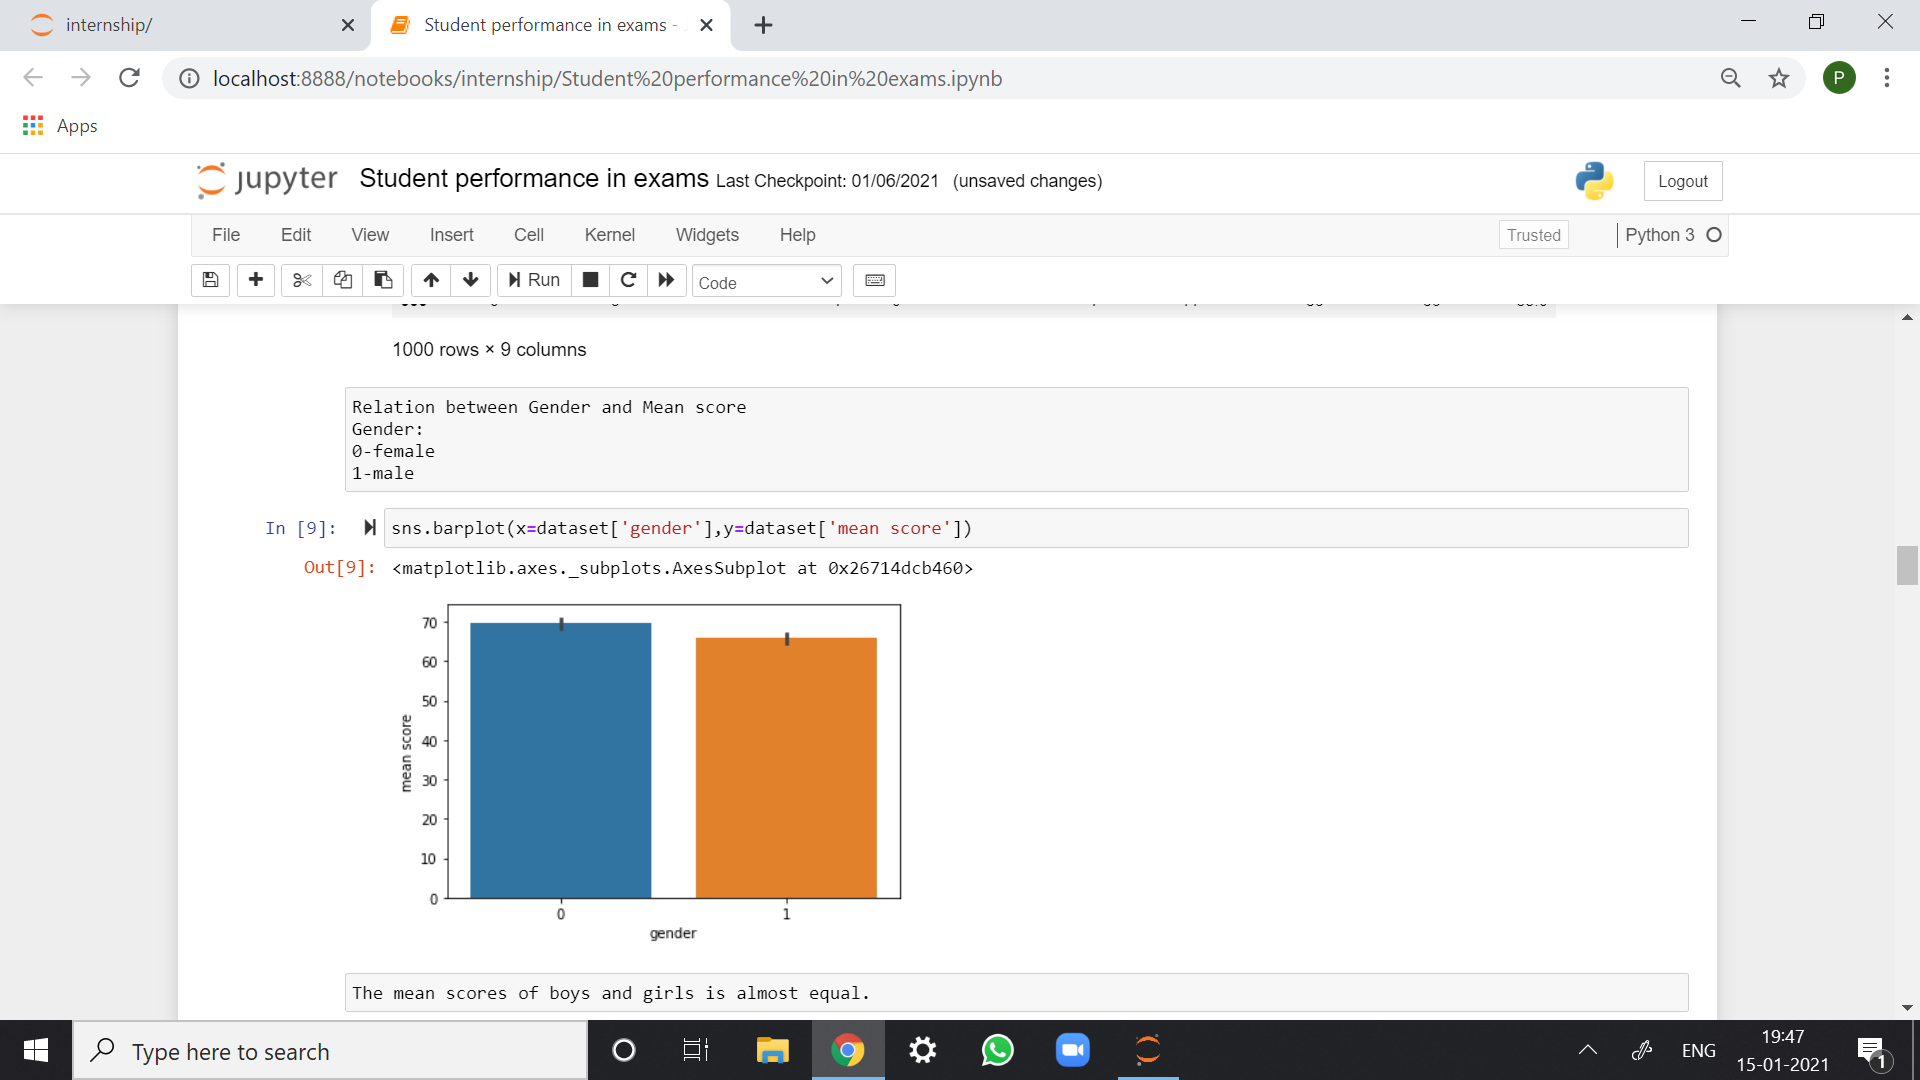 internship/
Student performance in exams -
localhost:8888/notebooks/internship/Student%20performance%20in%20exams.ipynb
P
Apps
jupyter Student performance in exams Last Checkpoint: 01/06/2021 (unsaved changes)
Logout
File Edit View Insert Cell Kernel Widgets Help
Trusted
Python 3
Run
Code
1000 rows × 9 columns
Relation between Gender and Mean score
Gender:
0-female
1-male
In [9]: sns.barplot(x=dataset['gender'],y=dataset['mean score'])
Out[9]: <matplotlib.axes._subplots.AxesSubplot at 0x26714dcb460>
70
60
50
40
30
20
10
0
mean score
0 1
gender
The mean scores of boys and girls is almost equal.
Type here to search
ENG
19:47
15-01-2021
1